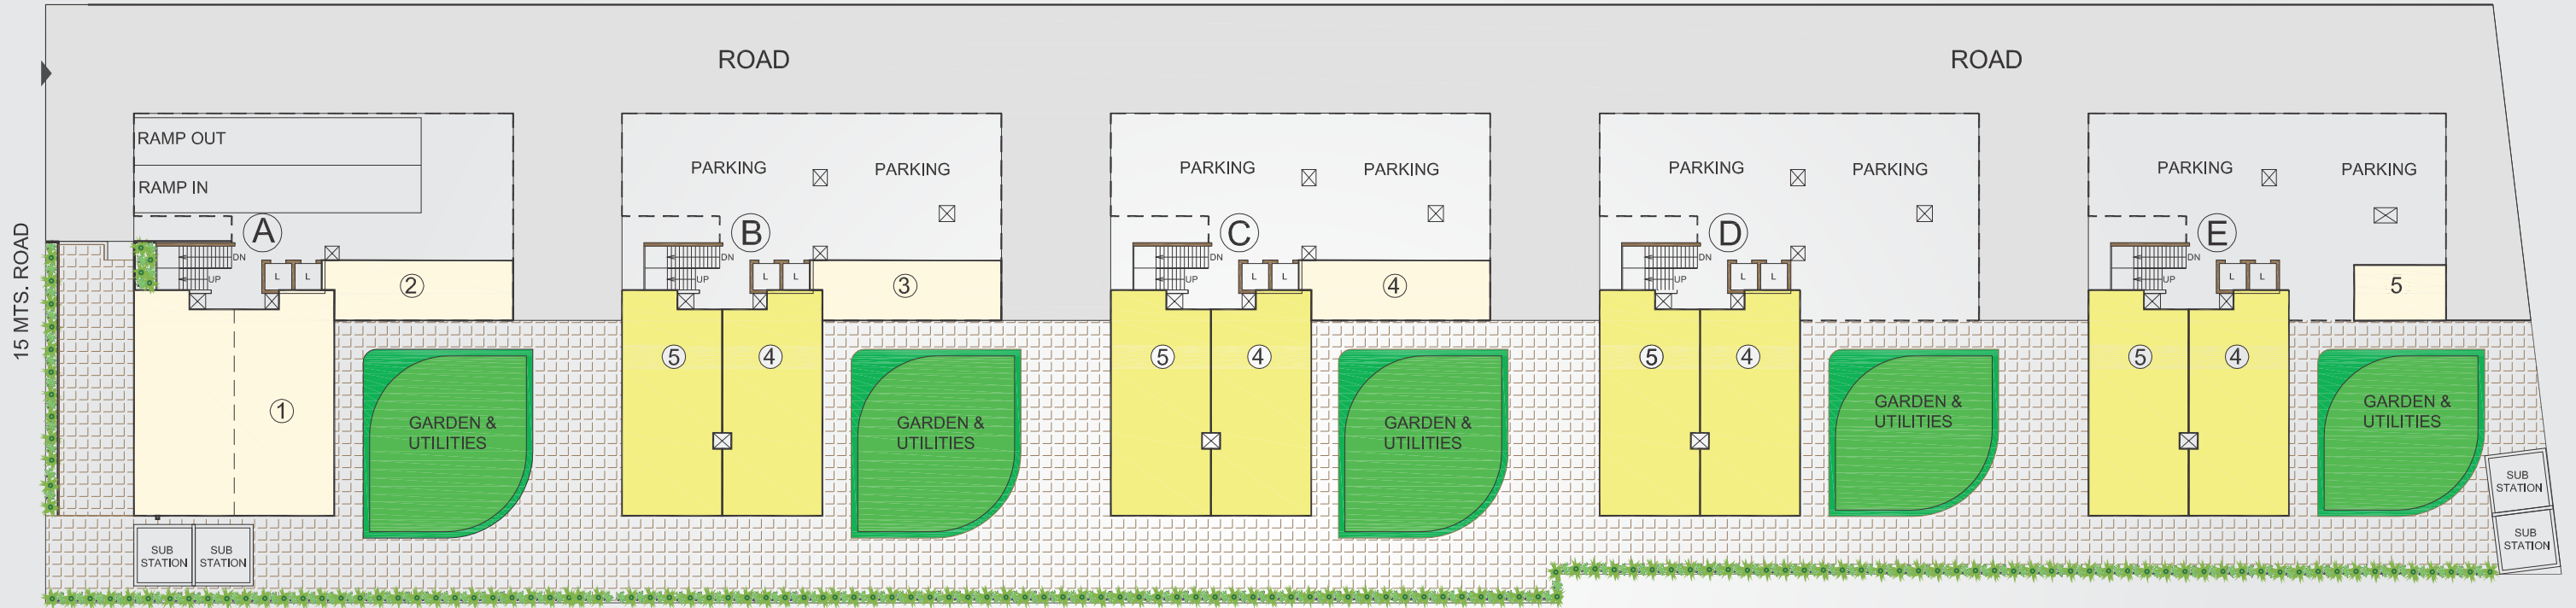 ROAD
ROAD
15 MTS. ROAD
RAMP OUT
RAMP IN
A
DN
UP
L
L
2
1
GARDEN &
UTILITIES
SUB
STATION
SUB
STATION
PARKING
PARKING
B
DN
UP
L
L
3
5
4
GARDEN &
UTILITIES
PARKING
PARKING
C
DN
UP
L
L
4
5
4
GARDEN &
UTILITIES
PARKING
PARKING
D
DN
UP
L
L
5
4
GARDEN &
UTILITIES
PARKING
PARKING
E
DN
UP
L
L
5
5
4
GARDEN &
UTILITIES
SUB
STATION
SUB
STATION